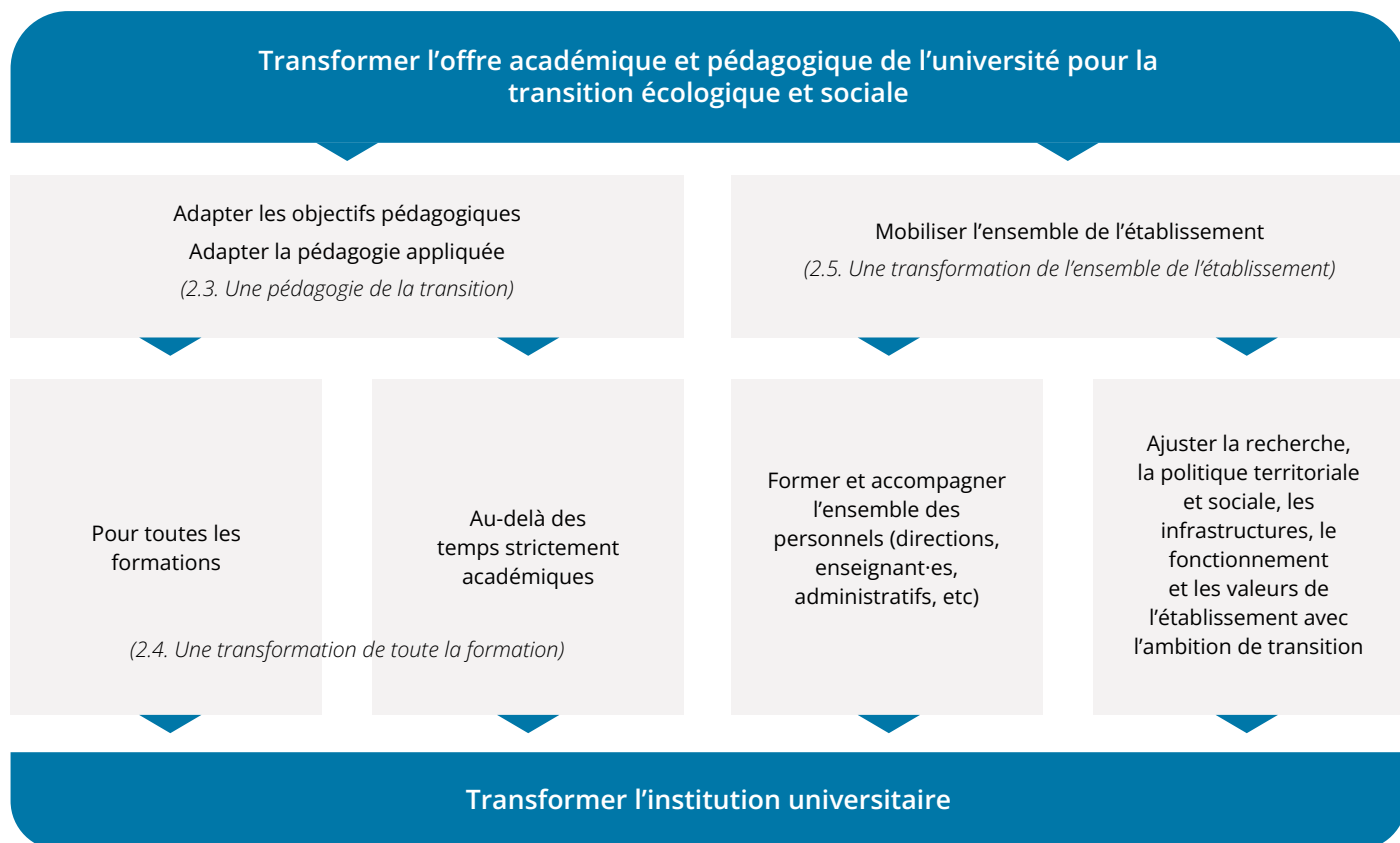 Transformer l’offre académique et pédagogique de l’université pour la
transition écologique et sociale
Adapter les objectifs pédagogiques
Adapter la pédagogie appliquée
(2.3. Une pédagogie de la transition)
Mobiliser l’ensemble de l’établissement
(2.5. Une transformation de l’ensemble de l’établissement)
Pour toutes les
formations
Au-delà des
temps strictement
académiques
(2.4. Une transformation de toute la formation)
Former et accompagner
l’ensemble des
personnels (directions,
enseignant·es,
administratifs, etc)
Ajuster la recherche,
la politique territoriale
et sociale, les
infrastructures, le
fonctionnement
et les valeurs de
l’établissement avec
l’ambition de transition
Transformer l’institution universitaire